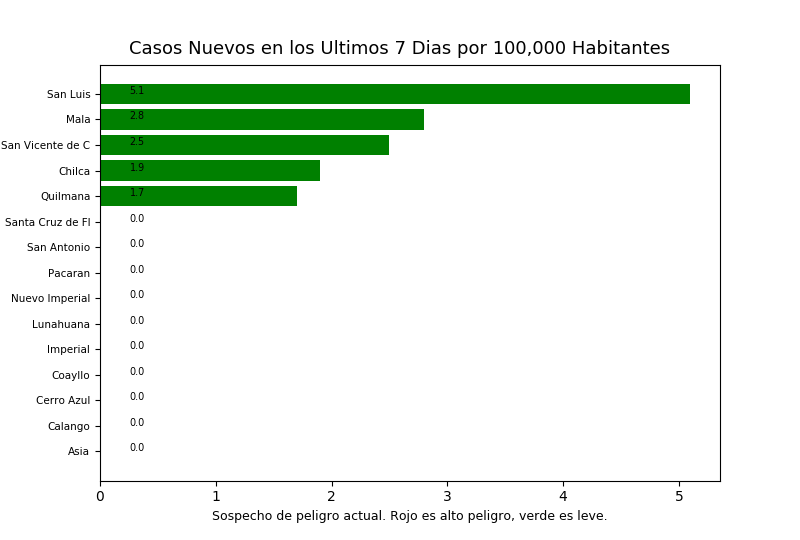 Casos Nuevos en los Ultimos 7 Dias por 100,000 Habitantes
San Luis 5.1
Mala 2.8
San Vicente de C 2.5
Chilca 1.9
Quilmana 1.7
Santa Cruz de Fl 0.0
San Antonio 0.0
Pacaran 0.0
Nuevo Imperial 0.0
Lunahuana 0.0
Imperial 0.0
Coayllo 0.0
Cerro Azul 0.0
Calango 0.0
Asia 0.0
0 1 2 3 4 5
Sospecho de peligro actual. Rojo es alto peligro, verde es leve.